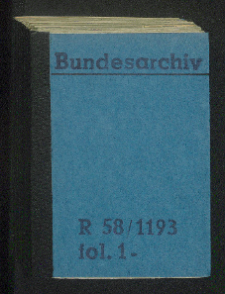 Bundesarchiv
R 58/1193
fol. 1-